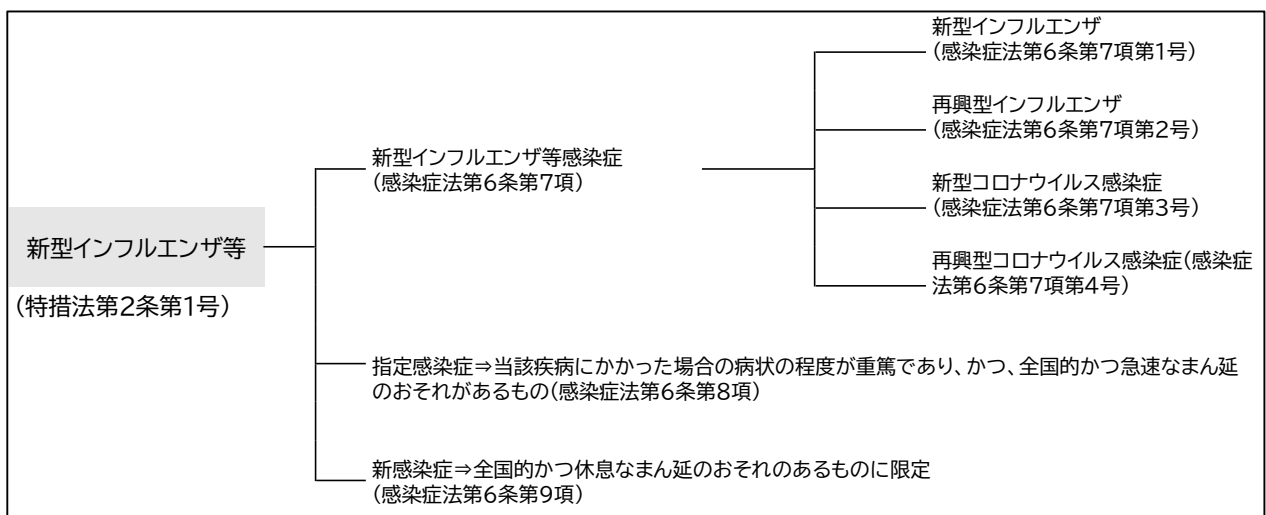 新型インフルエンザ等
(特措法第2条第1号)
新型インフルエンザ等感染症
(感染症法第6条第7項)
新型インフルエンザ
(感染症法第6条第7項第1号)
再興型インフルエンザ
(感染症法第6条第7項第2号)
新型コロナウイルス感染症
(感染症法第6条第7項第3号)
再興型コロナウイルス感染症(感染症
法第6条第7項第4号)
指定感染症⇒当該疾病にかかった場合の病状の程度が重篤であり、かつ、全国的かつ急速なまん延
のおそれがあるもの(感染症法第6条第8項)
新感染症⇒全国的かつ休息なまん延のおそれのあるものに限定
(感染症法第6条第9項)